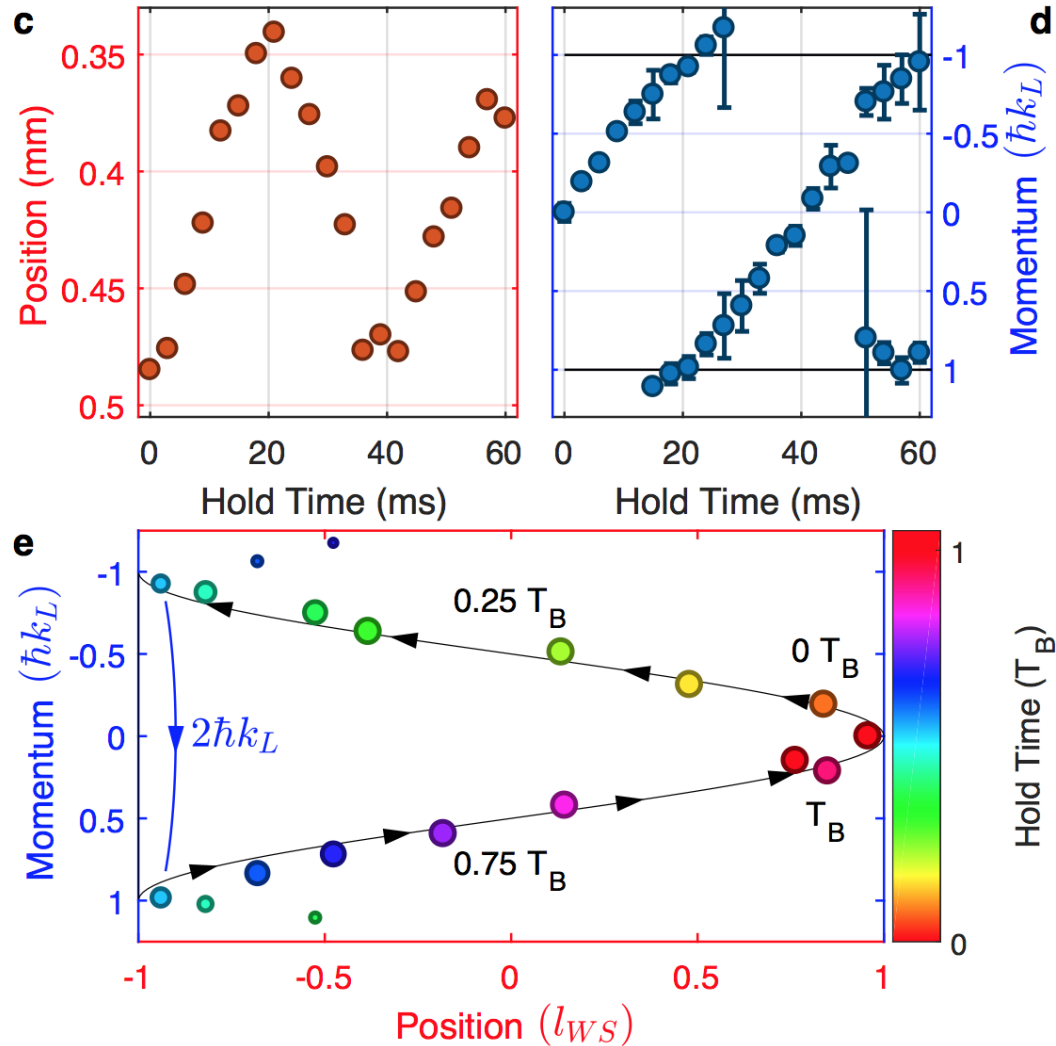 c
d
0.35
0.4
0.45
0.5
Position (mm)
0 20 40 60
Hold Time (ms)
-1
-0.5
0
0.5
1
Momentum (ħk_L)
0 20 40 60
Hold Time (ms)
e
-1
-0.5
0
0.5
1
Momentum (ħk_L)
0.25 T_B
0 T_B
2ħk_L
T_B
0.75 T_B
-1 -0.5 0 0.5 1
Position (l_WS)
1
0
Hold Time (T_B)